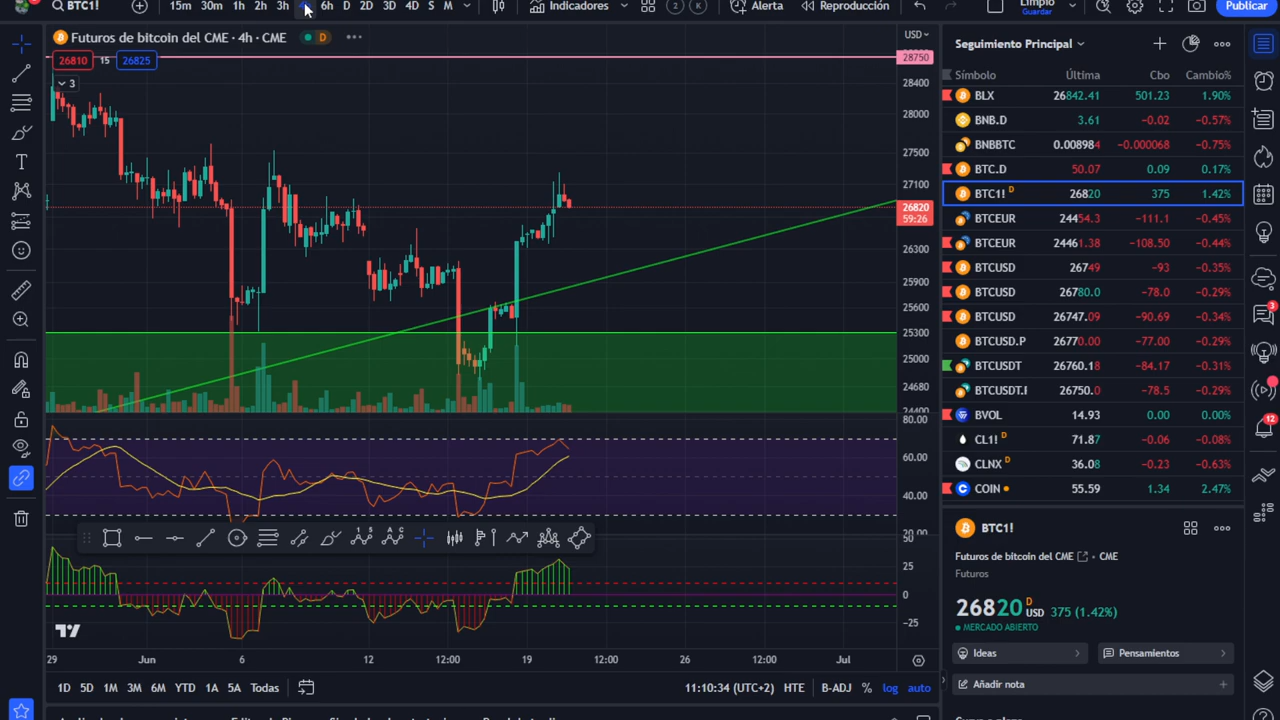 BTC1!
15m 30m 1h 2h 3h 6h D 2D 3D 4D S M
Indicadores
2 K
Alerta
Reproducción
Limpio
Guardar
Publicar
Futuros de bitcoin del CME · 4h · CME
D
26810 15 26825
3
USD
28750
28400
28000
27500
27100
26820
59:26
26300
25900
25600
25300
25000
24680
24400
80.00
60.00
40.00
50
25
0
−25
29 Jun 6 12 12:00 19 12:00 26 12:00 Jul
1D 5D 1M 3M 6M YTD 1A 5A Todas
11:10:34 (UTC+2) HTE B-ADJ % log auto
Seguimiento Principal
Símbolo Última Cbo Cambio%
BLX 26842.41 501.23 1.90%
BNB.D 3.61 −0.02 −0.57%
BNBBTC 0.008984 −0.000068 −0.75%
BTC.D 50.07 0.09 0.17%
BTC1! D 26820 375 1.42%
BTCEUR 24454.3 −111.1 −0.45%
BTCEUR 24461.38 −108.50 −0.44%
BTCUSD 26749 −93 −0.35%
BTCUSD 26780.0 −78.0 −0.29%
BTCUSD 26747.09 −90.69 −0.34%
BTCUSD.P 26770.00 −77.00 −0.29%
BTCUSDT 26760.18 −84.17 −0.31%
BTCUSDT.I 26750.0 −78.5 −0.29%
BVOL 14.93 0.00 0.00%
CL1! D 71.87 −0.06 −0.08%
CLNX D 36.08 −0.23 −0.63%
COIN 55.59 1.34 2.47%
BTC1!
Futuros de bitcoin del CME · CME
Futuros
26820 D USD 375 (1.42%)
MERCADO ABIERTO
Ideas
Pensamientos
Añadir nota
3
12